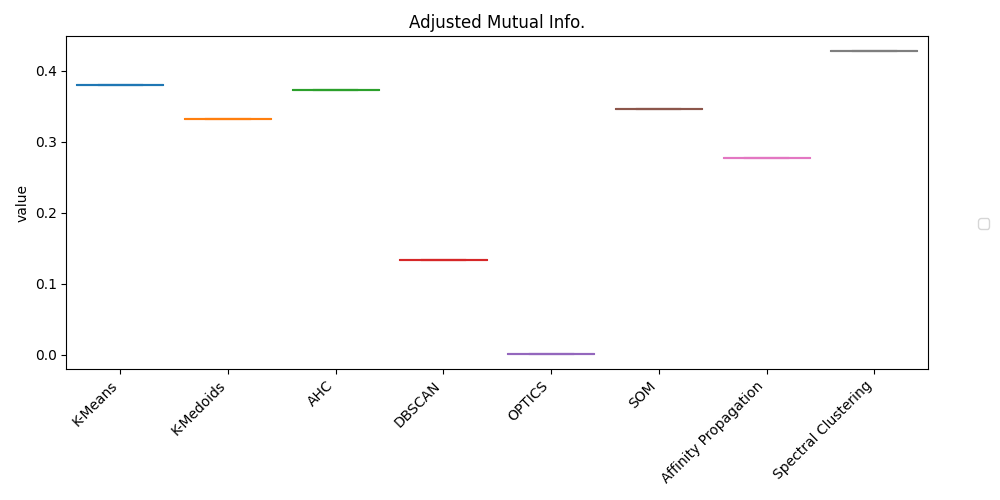 Adjusted Mutual Info.
value
0.4
0.3
0.2
0.1
0.0
K-Means
K-Medoids
AHC
DBSCAN
OPTICS
SOM
Affinity Propagation
Spectral Clustering